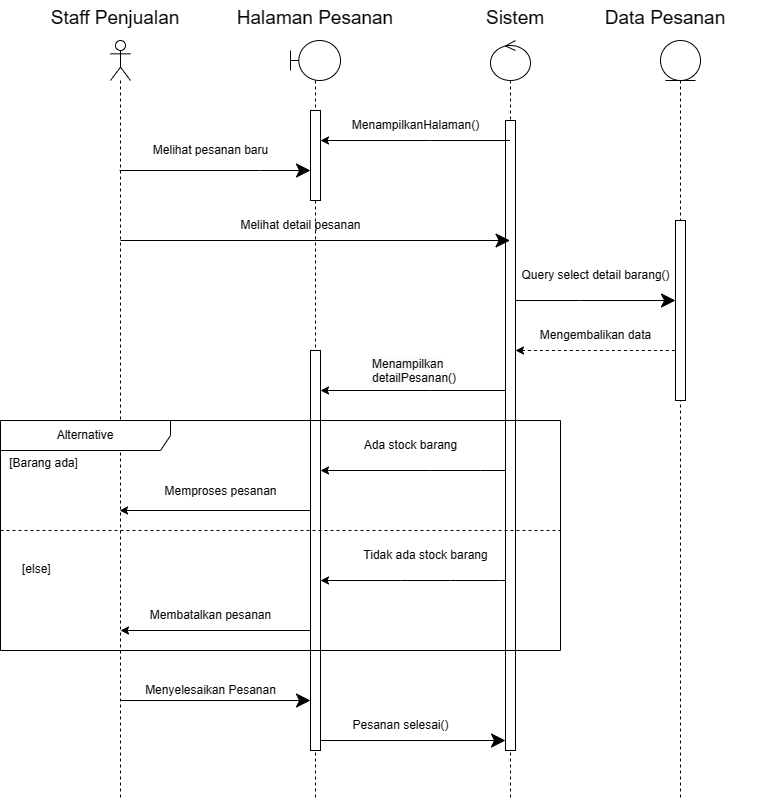 Staff Penjualan
Halaman Pesanan
Sistem
Data Pesanan
MenampilkanHalaman()
Melihat pesanan baru
Melihat detail pesanan
Query select detail barang()
Mengembalikan data
Menampilkan
detailPesanan()
Alternative
Ada stock barang
[Barang ada]
Memproses pesanan
Tidak ada stock barang
[else]
Membatalkan pesanan
Menyelesaikan Pesanan
Pesanan selesai()